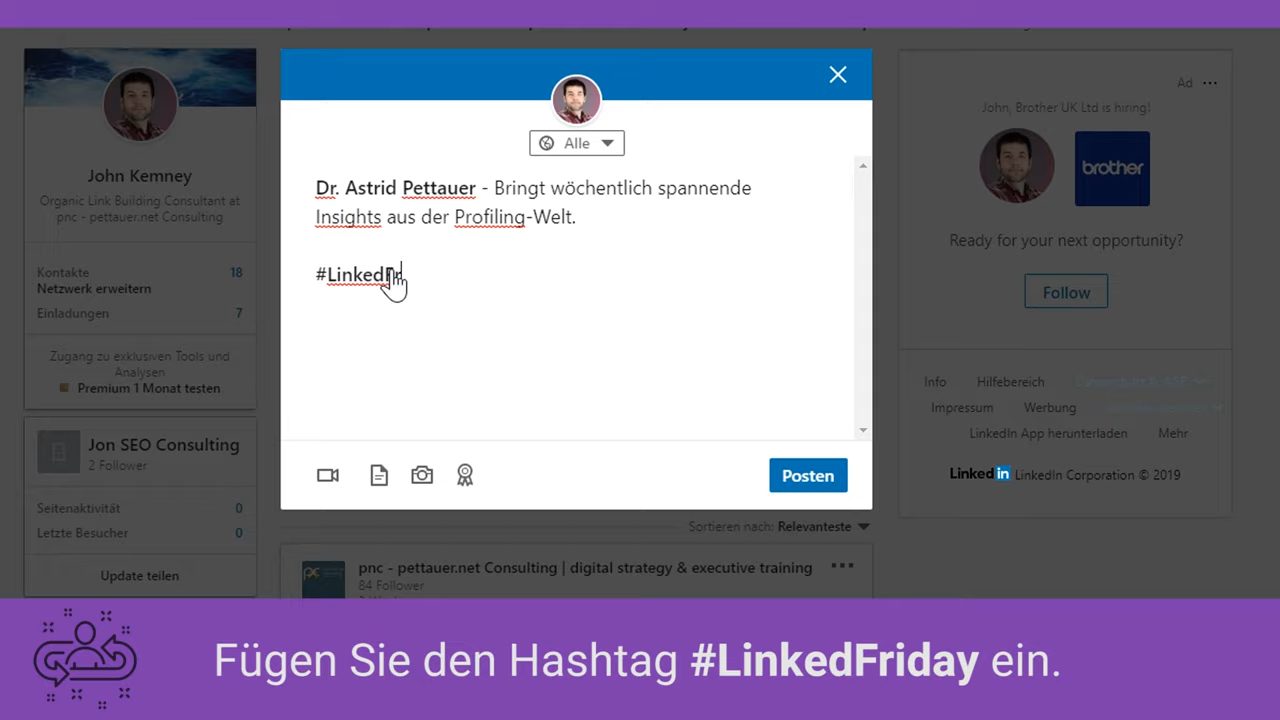 John Kemney
Organic Link Building Consultant at
pnc - pettauer.net Consulting
Kontakte 18
Netzwerk erweitern
Einladungen 7
Zugang zu exklusiven Tools und
Analysen
Premium 1 Monat testen
Jon SEO Consulting
2 Follower
Seitenaktivität 0
Letzte Besucher 0
Update teilen
Alle
Dr. Astrid Pettauer - Bringt wöchentlich spannende
Insights aus der Profiling-Welt.
#LinkedFr
Posten
Sortieren nach: Relevanteste
pnc - pettauer.net Consulting | digital strategy & executive training
84 Follower
Ad
John, Brother UK Ltd is hiring!
brother
Ready for your next opportunity?
Follow
Info Hilfebereich Datenschutz & AGB
Impressum Werbung
LinkedIn App herunterladen Mehr
LinkedIn LinkedIn Corporation © 2019
Fügen Sie den Hashtag #LinkedFriday ein.